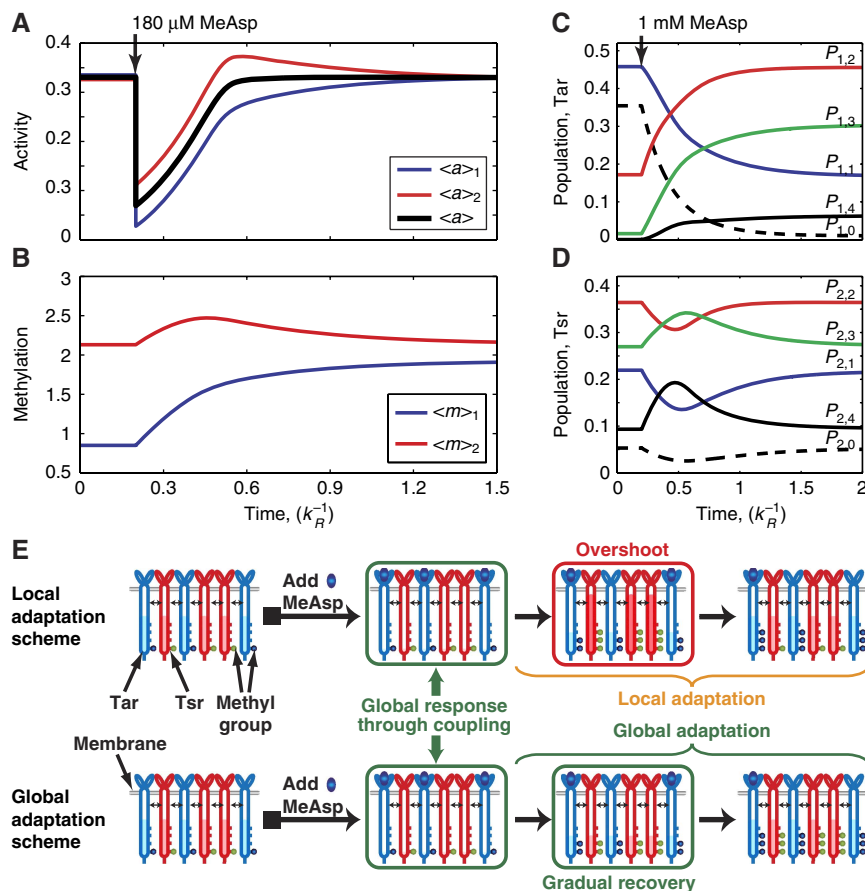 A
180 µM MeAsp
0.4
0.3
0.3
0
Activity
<a>1
<a>2
<a>
B
3
2.5
2
1.5
1
0.5
Methylation
<m>1
<m>2
0
0.3
0.6
0.9
1.2
1.5
Time, (k_R^-1)
C
1 mM MeAsp
0.5
0.4
0.3
0.2
0.1
0
Population, Tar
P1,2
P1,3
P1,1
P1,4
P1,0
D
0.4
0.3
0.2
0.1
0
Population, Tsr
P2,2
P2,3
P2,1
P2,4
P2,0
0
0.5
1
1.5
2
Time, (k_R^-1)
E
Local
adaptation
scheme
Add
MeAsp
Overshoot
Tar
Tsr
Methyl
group
Global response
through coupling
Local adaptation
Global adaptation
Membrane
Global
adaptation
scheme
Add
MeAsp
Gradual recovery